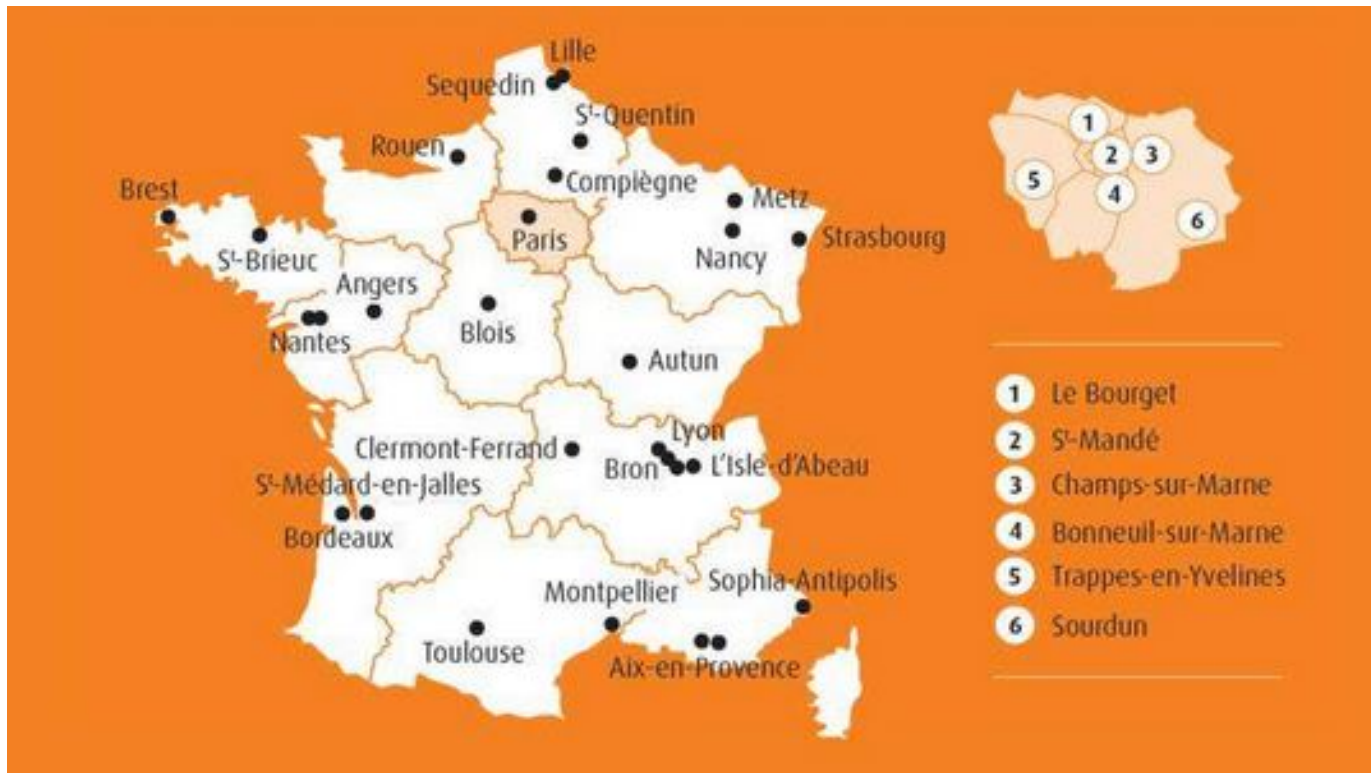 Lille
Sequedin
Sᵗ-Quentin
Rouen
Compiègne
Brest
Metz
Paris
Strasbourg
Sᵗ-Brieuc
Nancy
Angers
Nantes
Blois
Autun
Lyon
Clermont-Ferrand
Bron
L'Isle-d'Abeau
Sᵗ-Médard-en-Jalles
Bordeaux
Sophia-Antipolis
Montpellier
Toulouse
Aix-en-Provence
1
2
3
5
4
6
1 Le Bourget
2 Sᵗ-Mandé
3 Champs-sur-Marne
4 Bonneuil-sur-Marne
5 Trappes-en-Yvelines
6 Sourdun